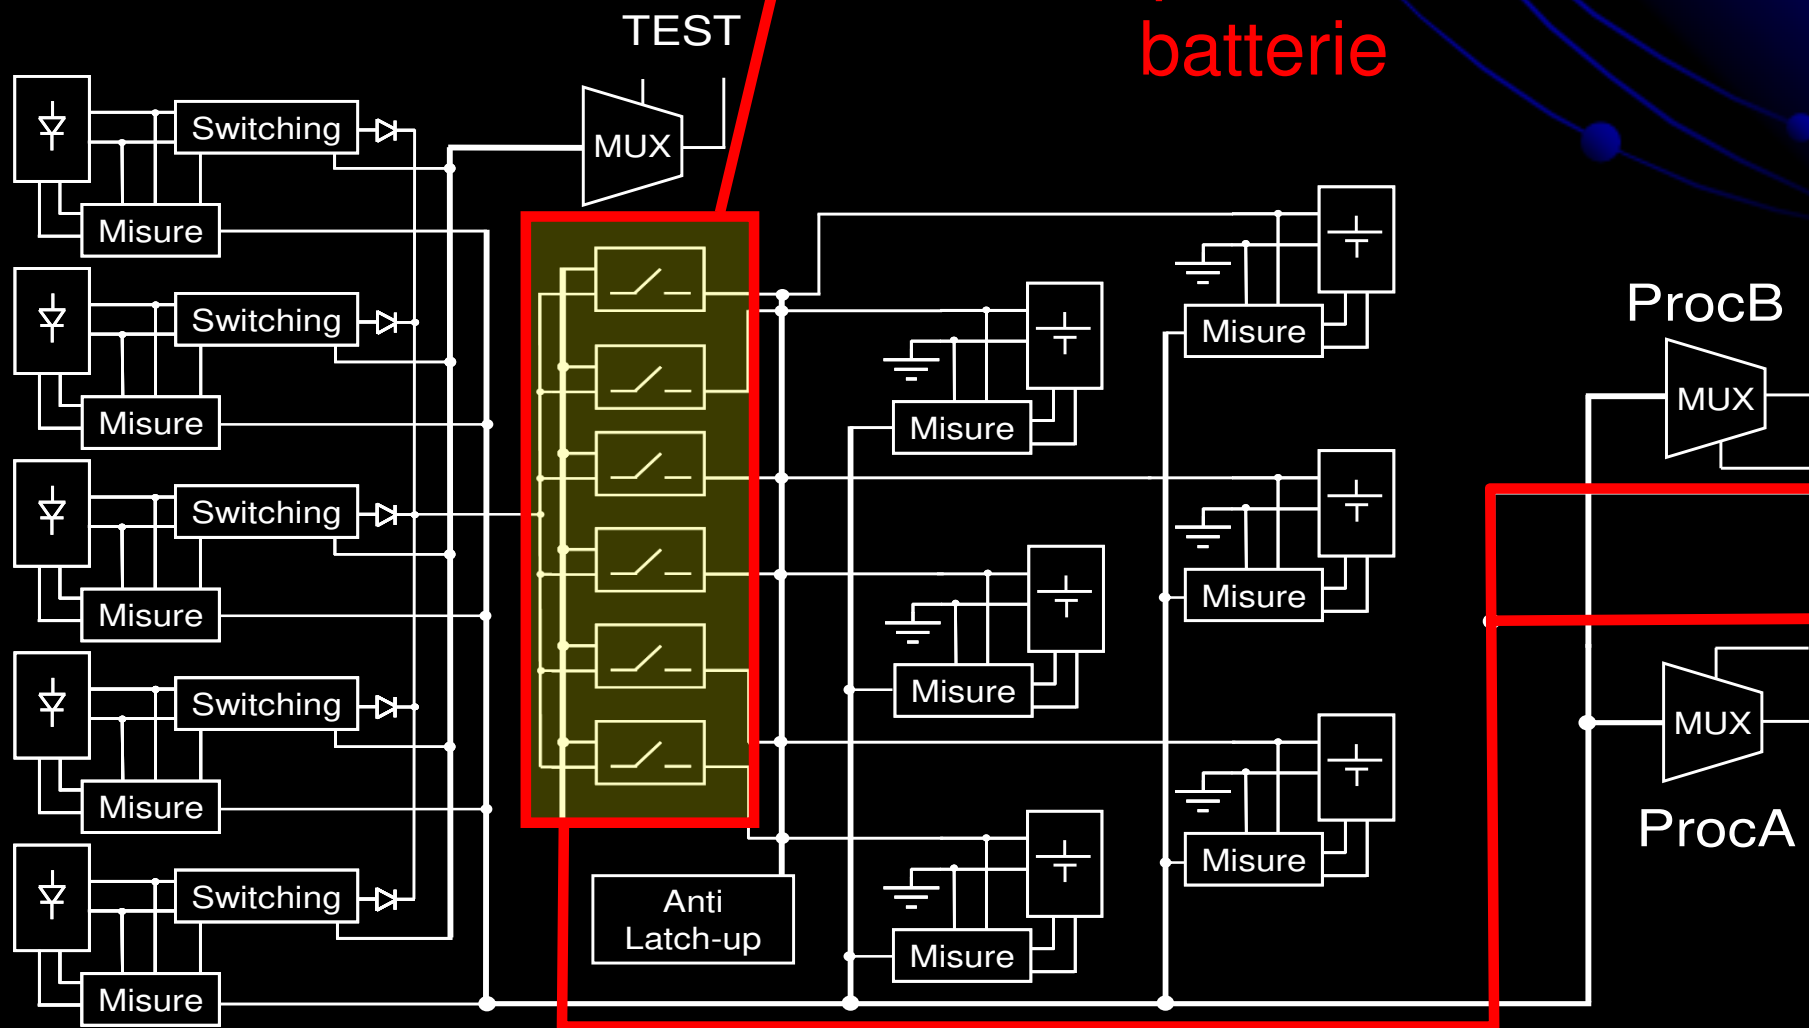 TEST
batterie
Switching
MUX
Misure
Switching
Misure
Misure
ProcB
Misure
MUX
Misure
Switching
Misure
Misure
Misure
Switching
MUX
Misure
ProcA
Misure
Switching
Anti
Latch-up
Misure
Misure